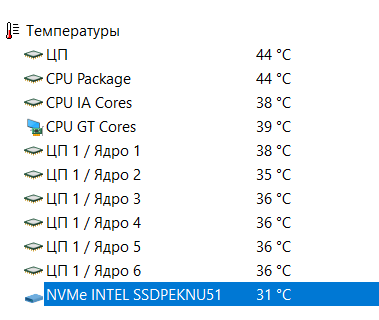 Температуры
ЦП 44 °C
CPU Package 44 °C
CPU IA Cores 38 °C
CPU GT Cores 39 °C
ЦП 1 / Ядро 1 38 °C
ЦП 1 / Ядро 2 35 °C
ЦП 1 / Ядро 3 36 °C
ЦП 1 / Ядро 4 36 °C
ЦП 1 / Ядро 5 36 °C
ЦП 1 / Ядро 6 36 °C
NVMe INTEL SSDPEKNU51 31 °C